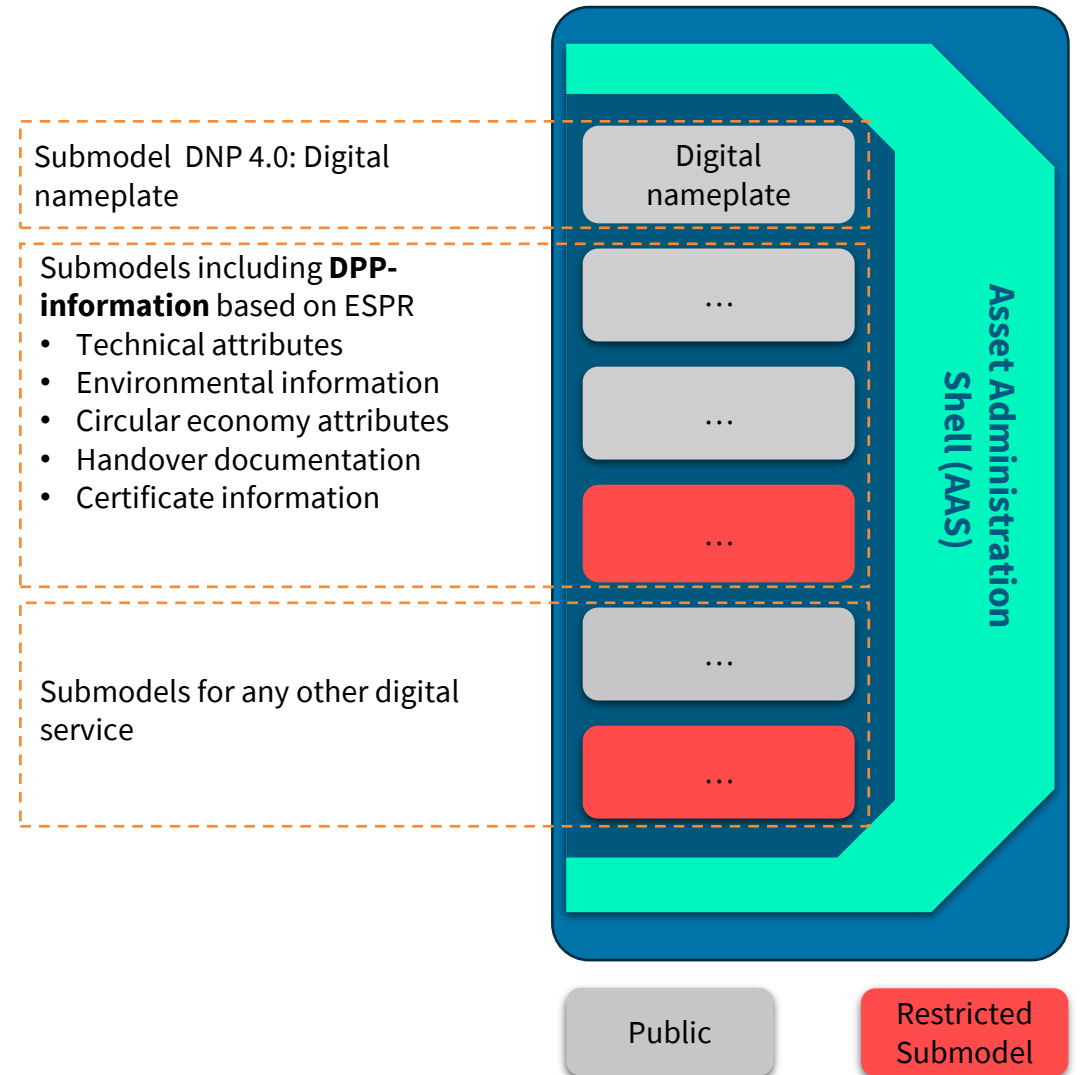 Submodel DNP 4.0: Digital
nameplate
Digital
nameplate
Submodels including DPP-
information based on ESPR
• Technical attributes
• Environmental information
• Circular economy attributes
• Handover documentation
• Certificate information
...
...
...
Submodels for any other digital
service
...
...
Asset Administration
Shell (AAS)
Public
Restricted
Submodel